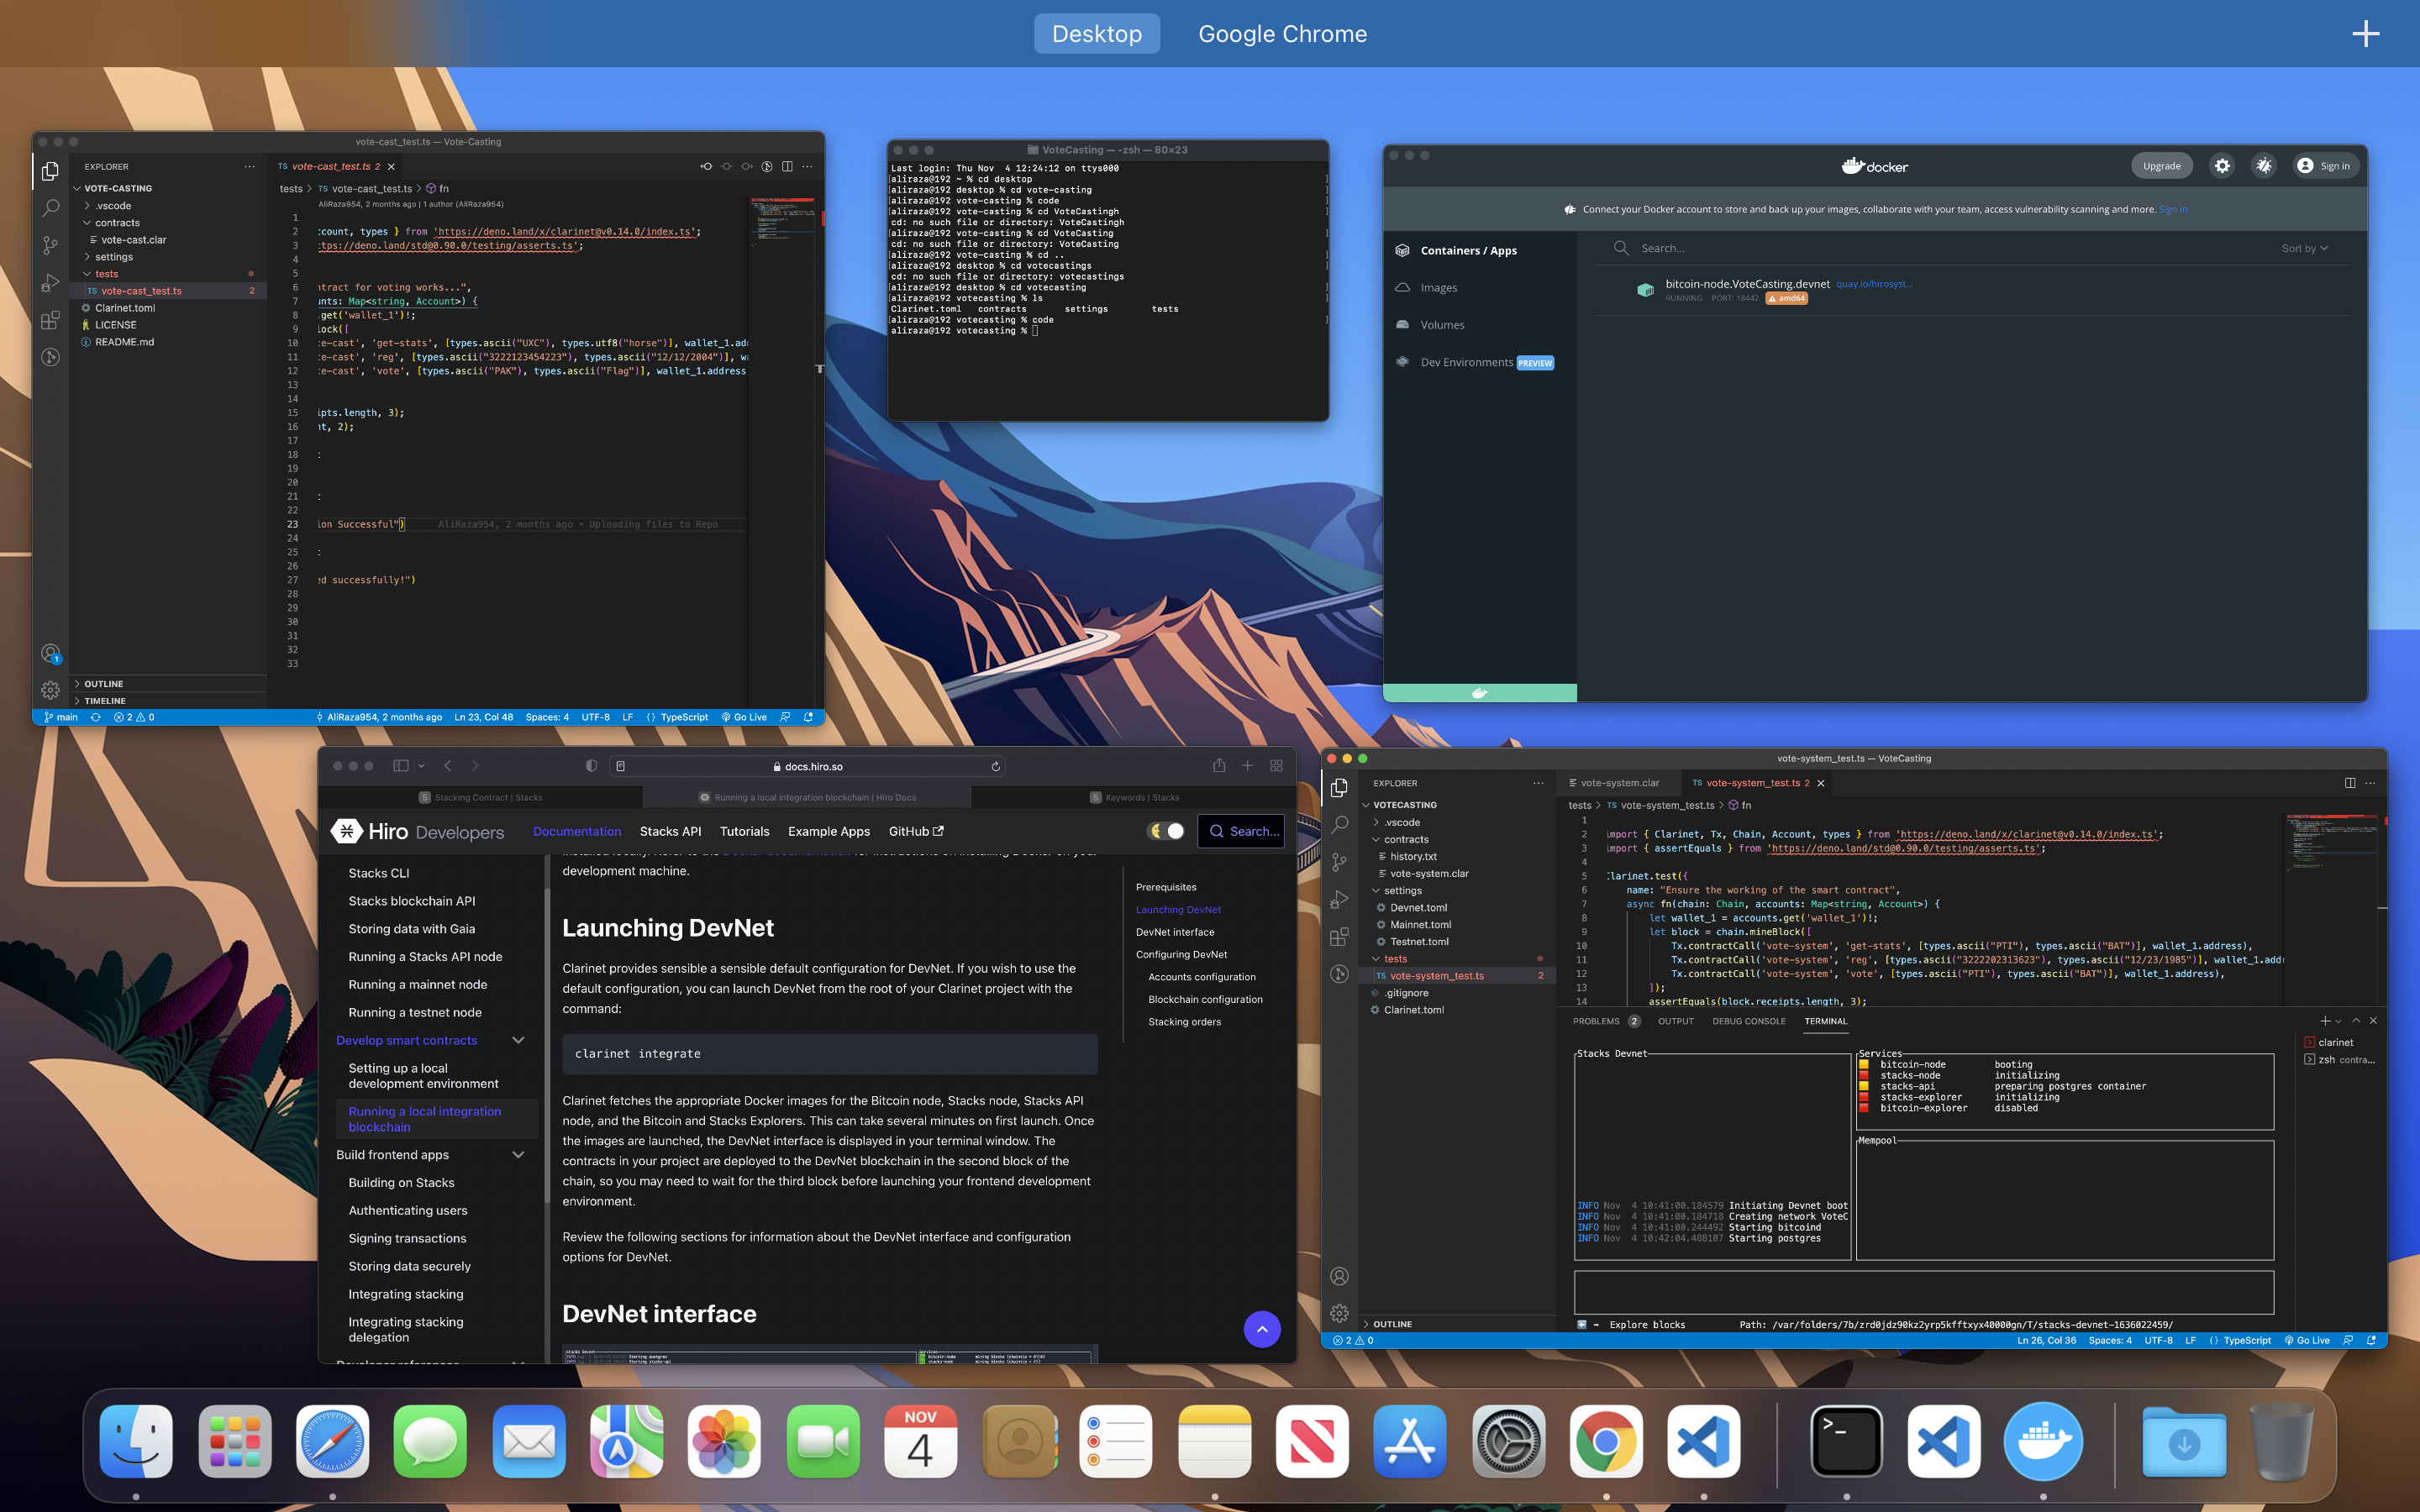 Desktop
Google Chrome
vote-cast_test.ts — Vote-Casting
EXPLORER
VOTE-CASTING
.vscode
contracts
vote-cast.clar
settings
tests
vote-cast_test.ts 2
Clarinet.toml
LICENSE
README.md
OUTLINE
TIMELINE
TS vote-cast_test.ts 2
tests > TS vote-cast_test.ts > fn
AliRaza954, 2 months ago | 1 author (AliRaza954)
1
2 count, types } from 'https://deno.land/x/clarinet@v0.14.0/index.ts';
3 ttps://deno.land/std@0.90.0/testing/asserts.ts';
4
5
6 ntract for voting works...",
7 unts: Map<string, Account>) {
8 .get('wallet_1')!;
9 lock([
10 te-cast', 'get-stats', [types.ascii("UXC"), types.utf8("horse")], wallet_1.ad
11 te-cast', 'reg', [types.ascii("3222123454223"), types.ascii("12/12/2004")], w
12 te-cast', 'vote', [types.ascii("PAK"), types.ascii("Flag")], wallet_1.address
13
14
15 ipts.length, 3);
16 nt, 2);
17
18 :
19
20
21 :
22
23 ion Successful") AliRaza954, 2 months ago • Uploading files to Repo
24
25 :
26
27 ed successfully!")
28
29
30
31
32
33
main 2 0 AliRaza954, 2 months ago Ln 23, Col 48 Spaces: 4 UTF-8 LF {} TypeScript Go Live
VoteCasting — -zsh — 80×23
Last login: Thu Nov  4 12:24:12 on ttys000
[aliraza@192 ~ % cd desktop ]
[aliraza@192 desktop % cd vote-casting ]
[aliraza@192 vote-casting % code ]
[aliraza@192 vote-casting % cd VoteCastingh ]
cd: no such file or directory: VoteCastingh
[aliraza@192 vote-casting % cd VoteCasting ]
cd: no such file or directory: VoteCasting
[aliraza@192 vote-casting % cd .. ]
[aliraza@192 desktop % cd votecastings ]
cd: no such file or directory: votecastings
[aliraza@192 desktop % cd votecasting ]
[aliraza@192 votecasting % ls ]
Clarinet.toml contracts settings tests
[aliraza@192 votecasting % code ]
aliraza@192 votecasting %
docker
Upgrade
Sign in
Connect your Docker account to store and back up your images, collaborate with your team, access vulnerability scanning and more. Sign in
Containers / Apps
Images
Volumes
Dev Environments PREVIEW
Search...
Sort by
bitcoin-node.VoteCasting.devnet quay.io/hirosyst...
RUNNING PORT: 18442 amd64
docs.hiro.so
Stacking Contract | Stacks
Running a local integration blockchain | Hiro Docs
Keywords | Stacks
Hiro Developers
Documentation
Stacks API
Tutorials
Example Apps
GitHub
Search...
Stacks CLI
Stacks blockchain API
Storing data with Gaia
Running a Stacks API node
Running a mainnet node
Running a testnet node
Develop smart contracts
Setting up a local
development environment
Running a local integration
blockchain
Build frontend apps
Building on Stacks
Authenticating users
Signing transactions
Storing data securely
Integrating stacking
Integrating stacking
delegation
development machine.
Launching DevNet
Clarinet provides sensible a sensible default configuration for DevNet. If you wish to use the
default configuration, you can launch DevNet from the root of your Clarinet project with the
command:
clarinet integrate
Clarinet fetches the appropriate Docker images for the Bitcoin node, Stacks node, Stacks API
node, and the Bitcoin and Stacks Explorers. This can take several minutes on first launch. Once
the images are launched, the DevNet interface is displayed in your terminal window. The
contracts in your project are deployed to the DevNet blockchain in the second block of the
chain, so you may need to wait for the third block before launching your frontend development
environment.
Review the following sections for information about the DevNet interface and configuration
options for DevNet.
DevNet interface
Prerequisites
Launching DevNet
DevNet interface
Configuring DevNet
Accounts configuration
Blockchain configuration
Stacking orders
vote-system_test.ts — VoteCasting
EXPLORER
VOTECASTING
.vscode
contracts
history.txt
vote-system.clar
settings
Devnet.toml
Mainnet.toml
Testnet.toml
tests
TS vote-system_test.ts 2
.gitignore
Clarinet.toml
OUTLINE
vote-system.clar
TS vote-system_test.ts 2
tests > TS vote-system_test.ts > fn
1
2 import { Clarinet, Tx, Chain, Account, types } from 'https://deno.land/x/clarinet@v0.14.0/index.ts';
3 import { assertEquals } from 'https://deno.land/std@0.90.0/testing/asserts.ts';
4
5 Clarinet.test({
6 name: "Ensure the working of the smart contract",
7 async fn(chain: Chain, accounts: Map<string, Account>) {
8 let wallet_1 = accounts.get('wallet_1')!;
9 let block = chain.mineBlock([
10 Tx.contractCall('vote-system', 'get-stats', [types.ascii("PTI"), types.ascii("BAT")], wallet_1.address),
11 Tx.contractCall('vote-system', 'reg', [types.ascii("3222202313623"), types.ascii("12/23/1985")], wallet_1.addr
12 Tx.contractCall('vote-system', 'vote', [types.ascii("PTI"), types.ascii("BAT")], wallet_1.address),
13 ]);
14 assertEquals(block.receipts.length, 3);
PROBLEMS 2 OUTPUT DEBUG CONSOLE TERMINAL
clarinet
zsh contra...
Stacks Devnet
INFO Nov  4 10:41:00.184579 Initiating Devnet boot
INFO Nov  4 10:41:00.184718 Creating network VoteC
INFO Nov  4 10:41:00.244492 Starting bitcoind
INFO Nov  4 10:42:04.488107 Starting postgres
Services
bitcoin-node booting
stacks-node initializing
stacks-api preparing postgres container
stacks-explorer initializing
bitcoin-explorer disabled
Mempool
Explore blocks Path: /var/folders/7b/zrd0jdz90kz2yrp5kfftxyx40000gn/T/stacks-devnet-1636022459/
2 0 Ln 26, Col 36 Spaces: 4 UTF-8 LF {} TypeScript Go Live
NOV
4